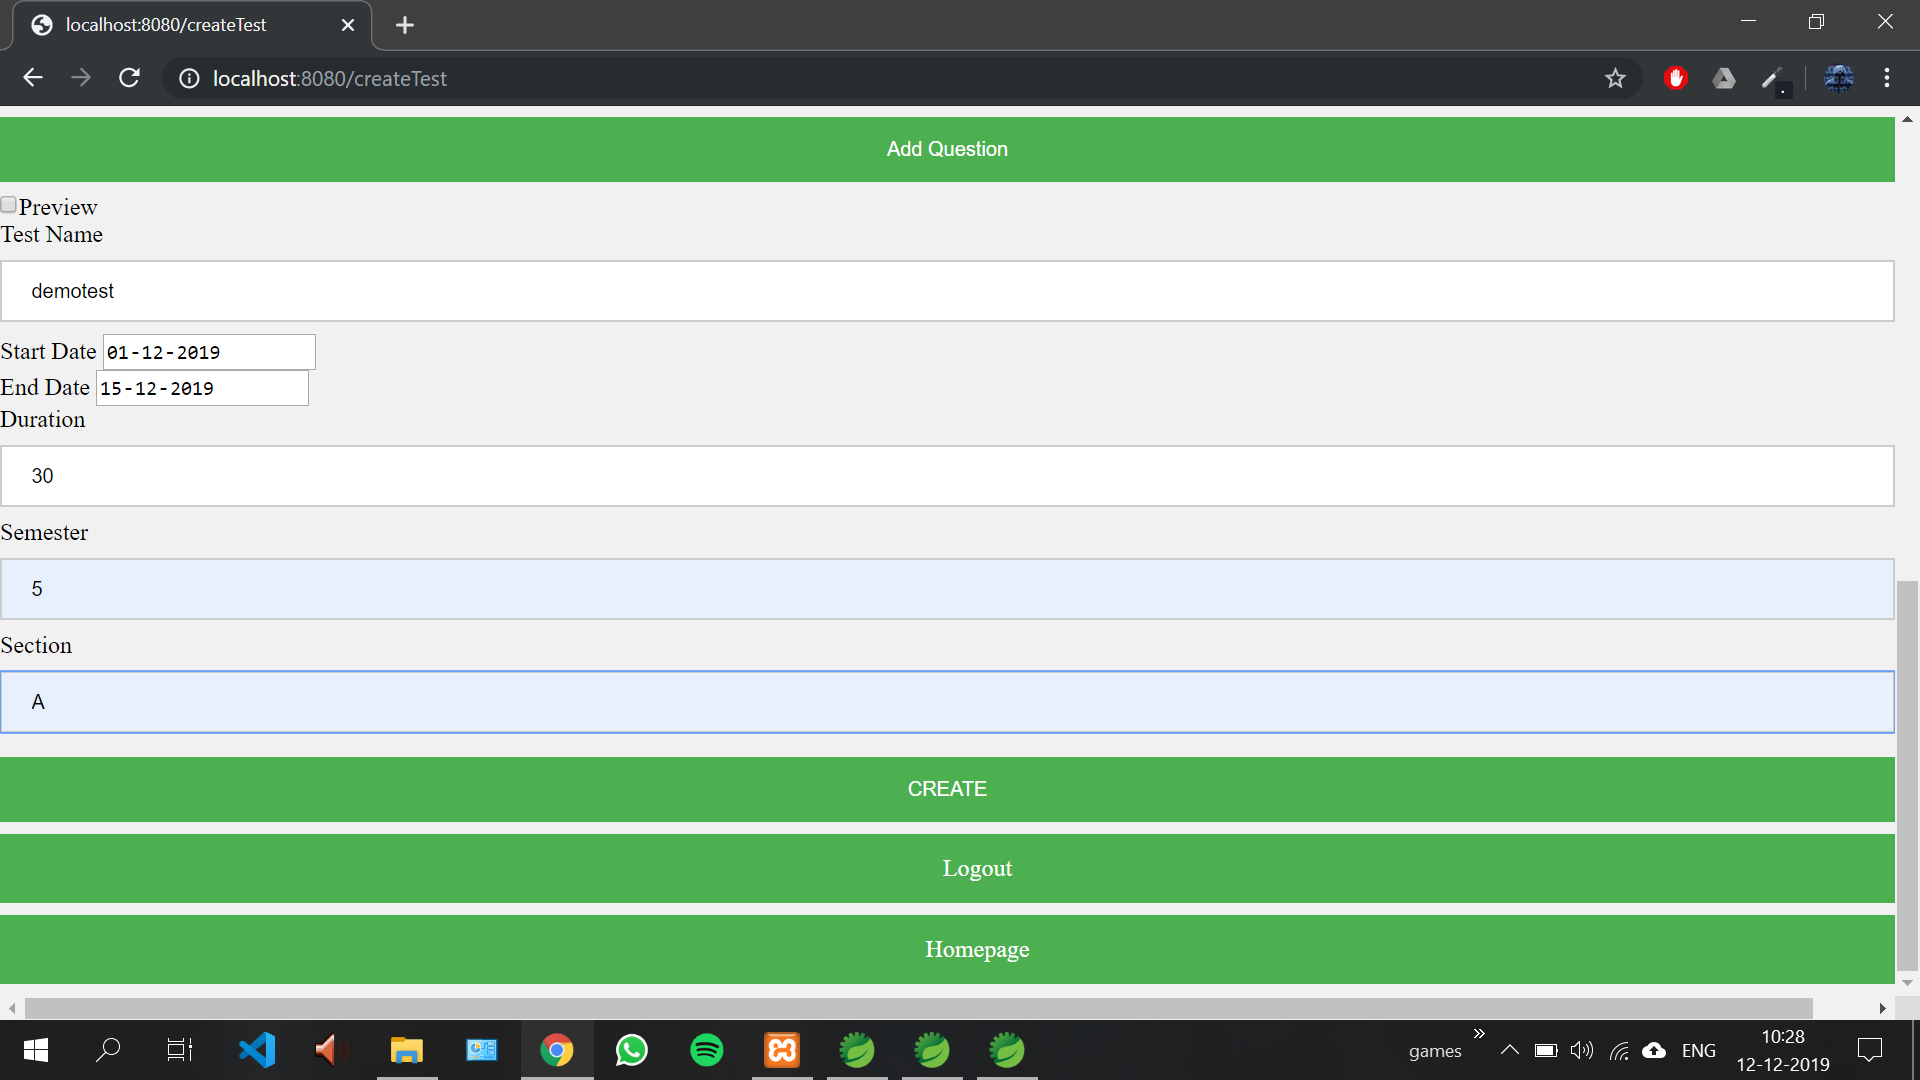 localhost:8080/createTest
localhost:8080/createTest
Add Question
Preview
Test Name
demotest
Start Date 01-12-2019
End Date 15-12-2019
Duration
30
Semester
5
Section
A
CREATE
Logout
Homepage
games
ENG
10:28
12-12-2019